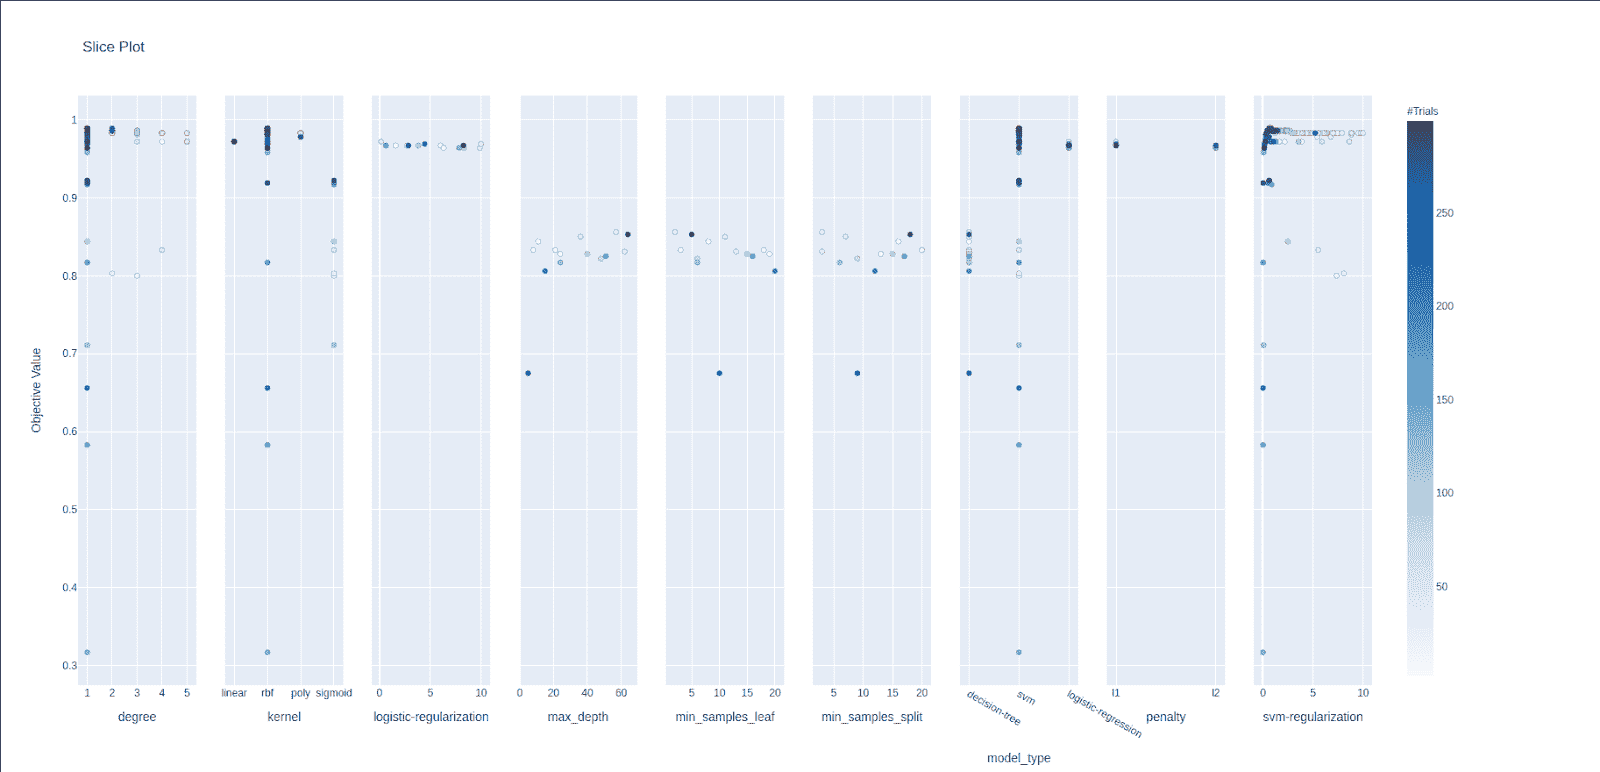 Slice Plot
#Trials
1
0.9
0.8
0.7
0.6
0.5
0.4
0.3
Objective Value
250
200
150
100
50
1 2 3 4 5
degree
linear rbf poly sigmoid
kernel
0 5 10
logistic-regularization
0 20 40 60
max_depth
5 10 15 20
min_samples_leaf
5 10 15 20
min_samples_split
decision-tree svm logistic-regression
model_type
l1 l2
penalty
0 5 10
svm-regularization